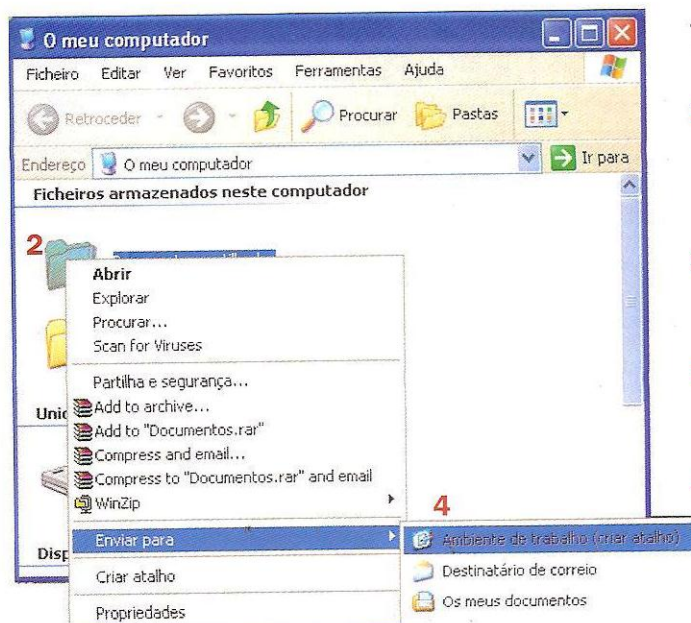 O meu computador
Ficheiro Editar Ver Favoritos Ferramentas Ajuda
Retroceder Procurar Pastas
Endereço O meu computador Ir para
Ficheiros armazenados neste computador
2
Abrir
Explorar
Procurar...
Scan for Viruses
Partilha e segurança...
Unid
Add to archive...
Add to "Documentos.rar"
Compress and email...
Compress to "Documentos.rar" and email
WinZip
4
Enviar para
Ambiente de trabalho (criar atalho)
Disp
Criar atalho
Destinatário de correio
Propriedades
Os meus documentos